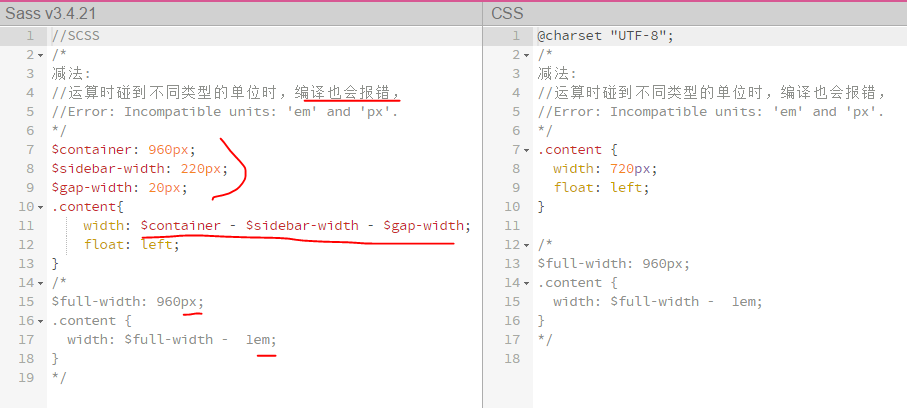 Sass v3.4.21
1 //SCSS
2 /*
3 减法:
4 //运算时碰到不同类型的单位时，编译也会报错，
5 //Error: Incompatible units: 'em' and 'px'.
6 */
7 $container: 960px;
8 $sidebar-width: 220px;
9 $gap-width: 20px;
10 .content{
11 width: $container - $sidebar-width - $gap-width;
12 float: left;
13 }
14 /*
15 $full-width: 960px;
16 .content {
17 width: $full-width -  1em;
18 }
19 */
CSS
1 @charset "UTF-8";
2 /*
3 减法:
4 //运算时碰到不同类型的单位时，编译也会报错，
5 //Error: Incompatible units: 'em' and 'px'.
6 */
7 .content {
8 width: 720px;
9 float: left;
10 }
11
12 /*
13 $full-width: 960px;
14 .content {
15 width: $full-width -  1em;
16 }
17 */
18